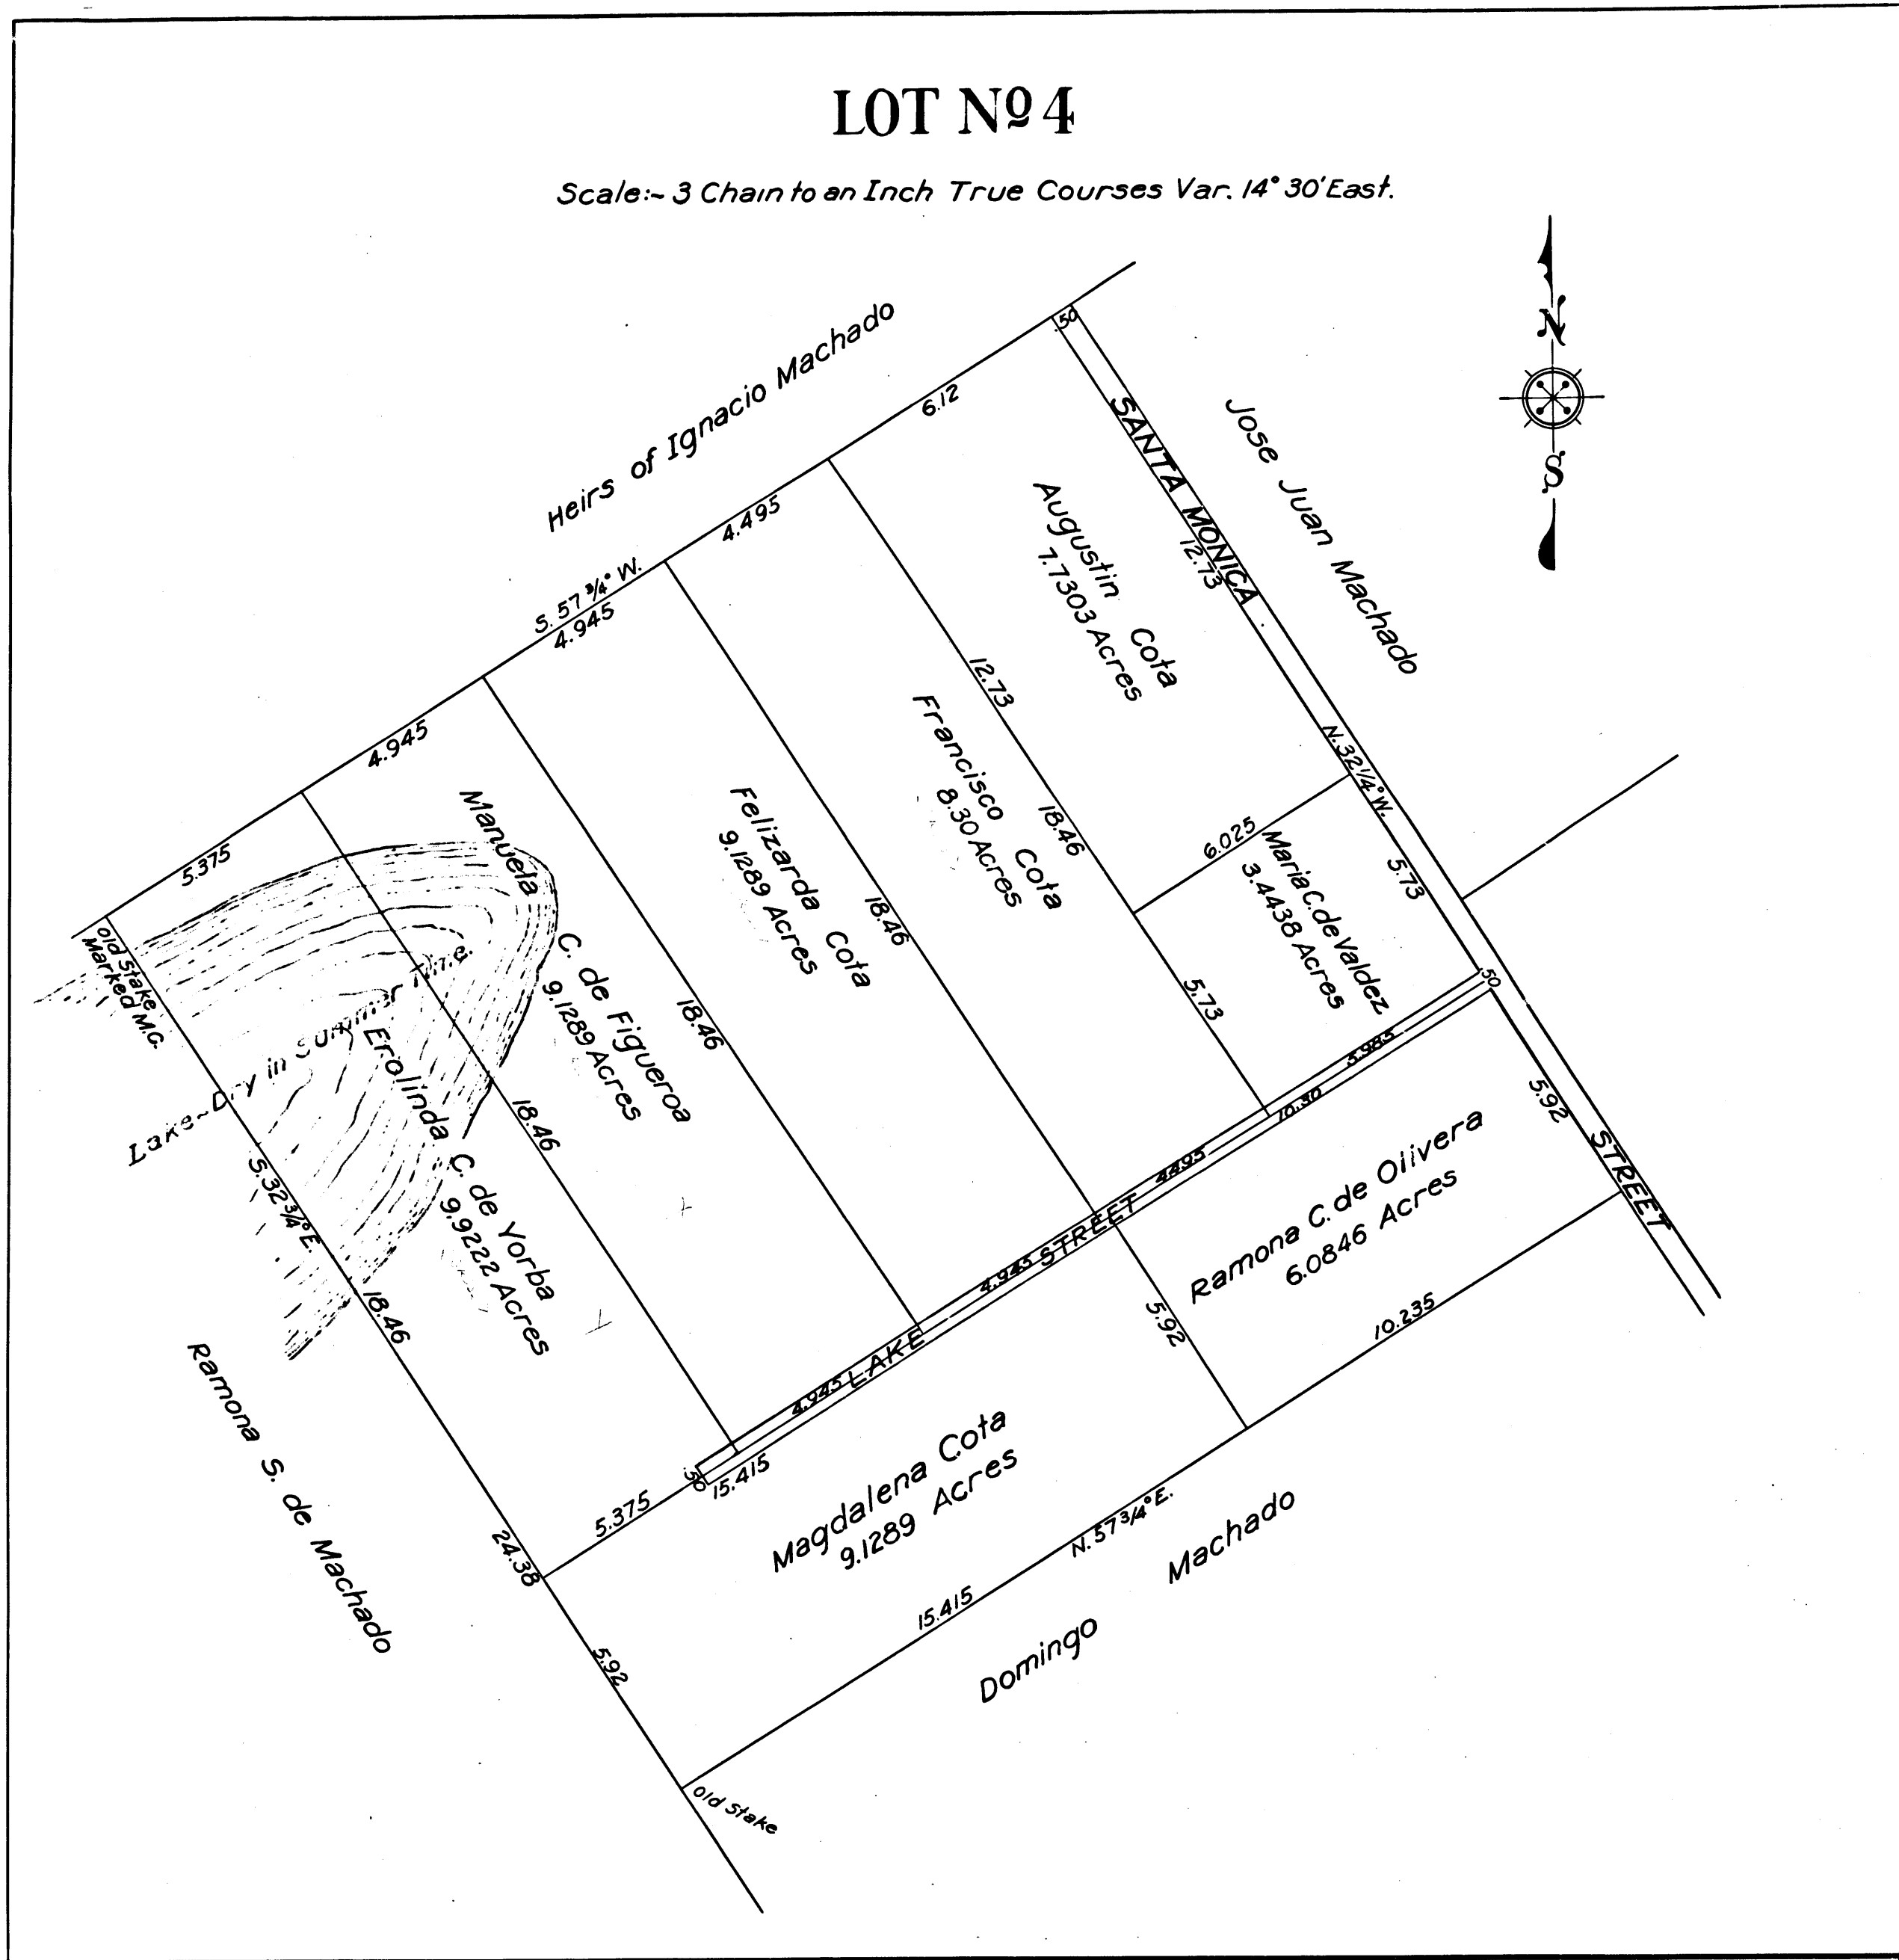 LOT Nº 4
Scale:~ 3 Chain to an Inch True Courses Var. 14° 30' East.
N
S
Heirs of Ignacio Machado
S. 57 3/4° W.
5.375
4.945
4.945
4.495
6.12
.50
SANTA MONICA
12.73
N. 32 1/4° W.
5.73
5.92
STREET
Jose Juan Machado
Augustin Cota
7.7303 Acres
12.73
18.46
6.025
Maria C. de Valdez
3.4438 Acres
5.73
Francisco Cota
8.30 Acres
18.46
Felizarda Cota
9.1289 Acres
18.46
Manuela C. de Figueroa
9.1289 Acres
18.46
Erolinda C. de Yorba
9.9222 Acres
Lake~Dry in Summer Time.
Old Stake
Marked M.G.
S. 32 3/4° E.
18.46
24.38
5.92
Ramona S. de Machado
5.375
.50
15.415
4.945
LAKE STREET
4.945
4.495
10.30
5.985
50
Ramona C. de Olivera
6.0846 Acres
5.92
10.235
Magdalena Cota
9.1289 Acres
15.415
N. 57 3/4° E.
Domingo Machado
Old Stake